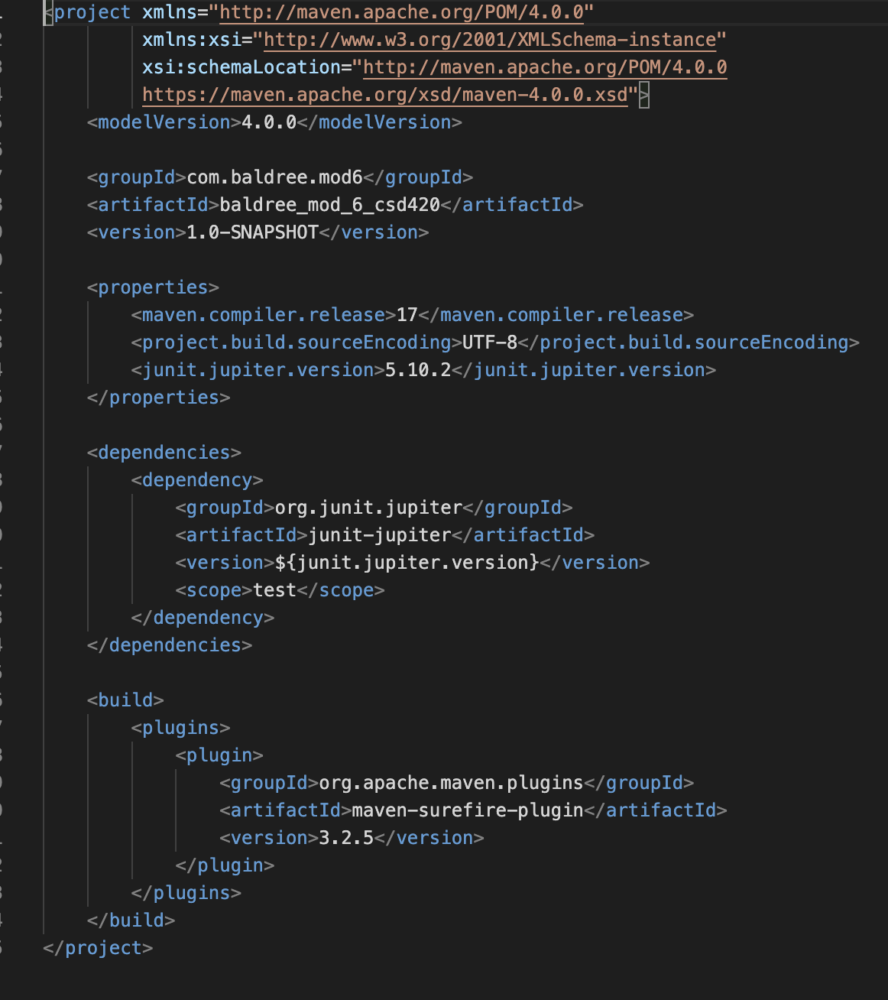 <project xmlns="http://maven.apache.org/POM/4.0.0"
xmlns:xsi="http://www.w3.org/2001/XMLSchema-instance"
xsi:schemaLocation="http://maven.apache.org/POM/4.0.0
https://maven.apache.org/xsd/maven-4.0.0.xsd">
<modelVersion>4.0.0</modelVersion>
<groupId>com.baldree.mod6</groupId>
<artifactId>baldree_mod_6_csd420</artifactId>
<version>1.0-SNAPSHOT</version>
<properties>
<maven.compiler.release>17</maven.compiler.release>
<project.build.sourceEncoding>UTF-8</project.build.sourceEncoding>
<junit.jupiter.version>5.10.2</junit.jupiter.version>
</properties>
<dependencies>
<dependency>
<groupId>org.junit.jupiter</groupId>
<artifactId>junit-jupiter</artifactId>
<version>${junit.jupiter.version}</version>
<scope>test</scope>
</dependency>
</dependencies>
<build>
<plugins>
<plugin>
<groupId>org.apache.maven.plugins</groupId>
<artifactId>maven-surefire-plugin</artifactId>
<version>3.2.5</version>
</plugin>
</plugins>
</build>
</project>